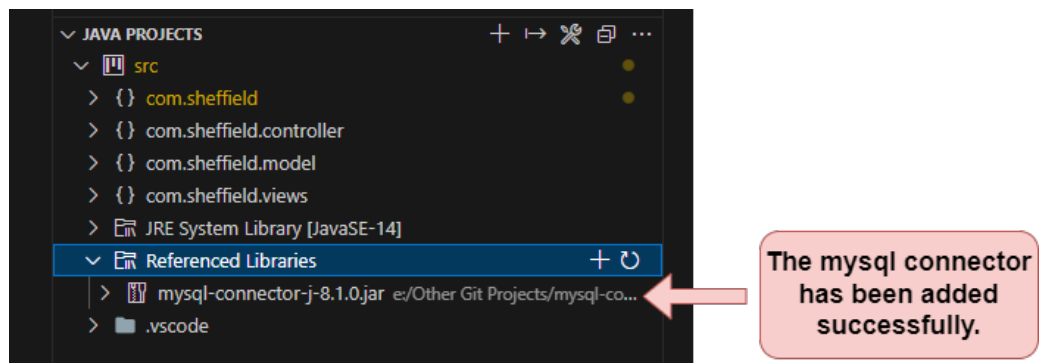 JAVA PROJECTS
src
{} com.sheffield
{} com.sheffield.controller
{} com.sheffield.model
{} com.sheffield.views
JRE System Library [JavaSE-14]
Referenced Libraries
mysql-connector-j-8.1.0.jar e:/Other Git Projects/mysql-co...
.vscode
The mysql connector
has been added
successfully.